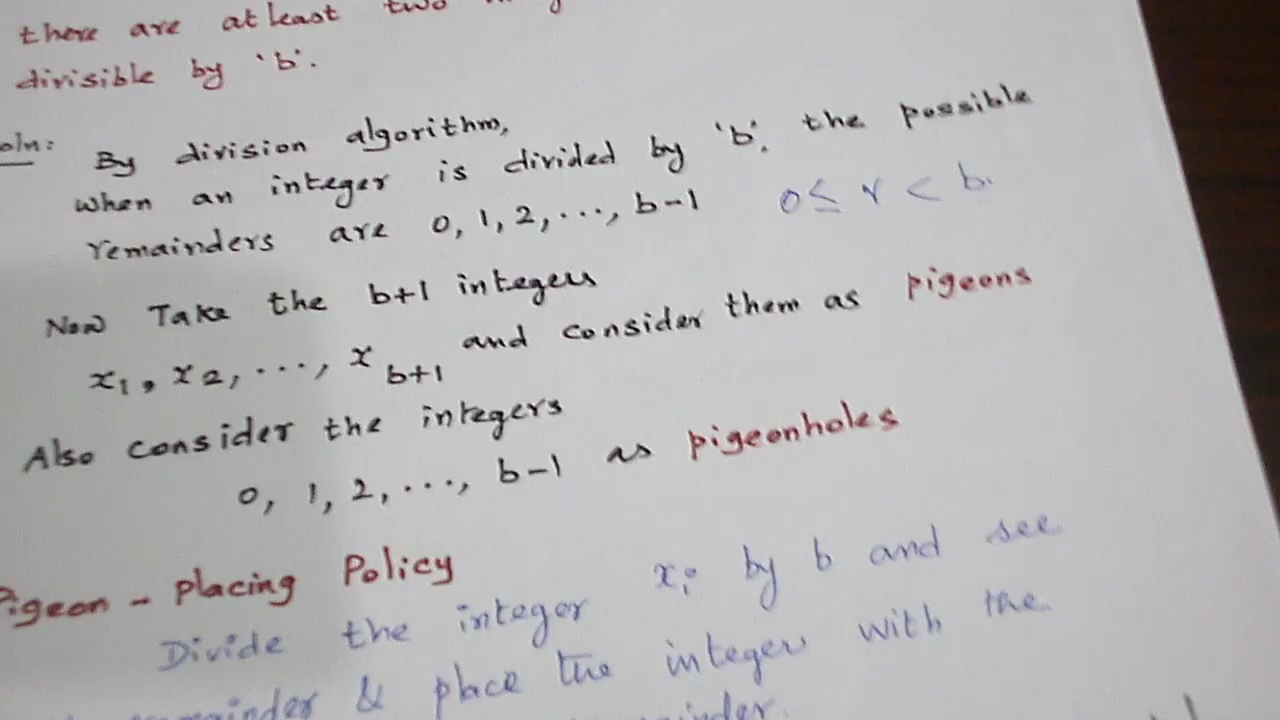 there are atleast two
divisible by 'b'.
oln: By division algorithm,
when an integer is divided by 'b', the possible
remainders are 0, 1, 2, ..., b-1 0 ≤ r < b.
Now Take the b+1 integers
x1, x2, ..., x b+1 and consider them as pigeons
Also consider the integers
0, 1, 2, ..., b-1 as pigeonholes
Pigeon - Placing Policy
Divide the integer xi by b and see
remainder & place the integer with the
remainder.